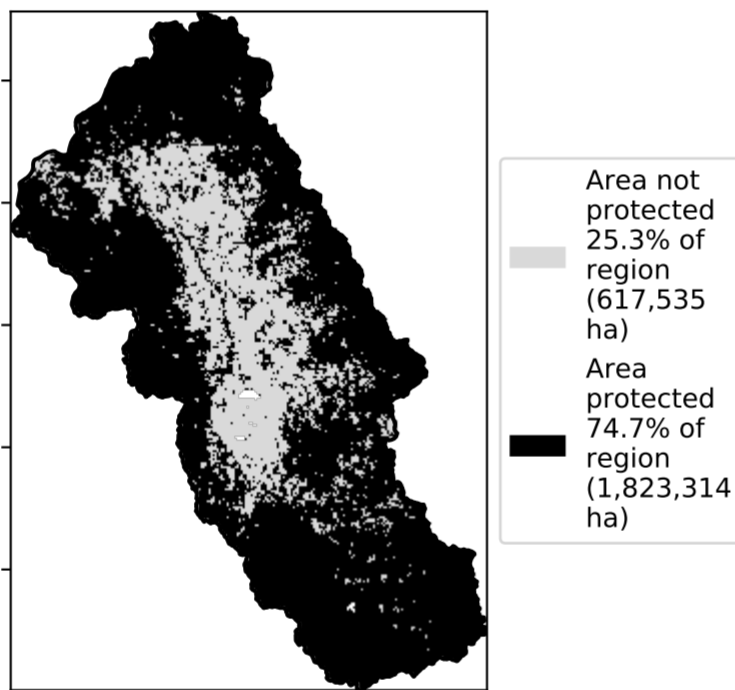 Area not
protected
25.3% of
region
(617,535
ha)
Area
protected
74.7% of
region
(1,823,314
ha)